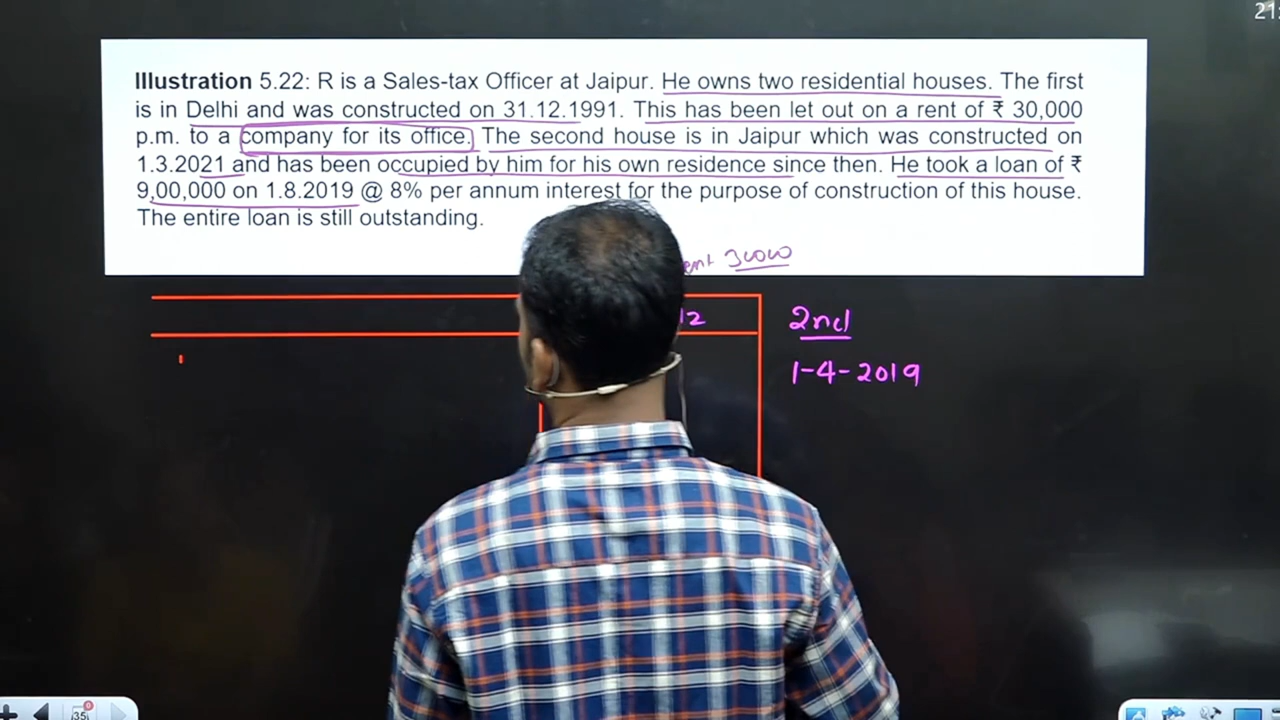 21:
Illustration 5.22: R is a Sales-tax Officer at Jaipur. He owns two residential houses. The first
is in Delhi and was constructed on 31.12.1991. This has been let out on a rent of ₹ 30,000
p.m. to a company for its office. The second house is in Jaipur which was constructed on
1.3.2021 and has been occupied by him for his own residence since then. He took a loan of ₹
9,00,000 on 1.8.2019 @ 8% per annum interest for the purpose of construction of this house.
The entire loan is still outstanding.
12
2nd
1-4-2019
35